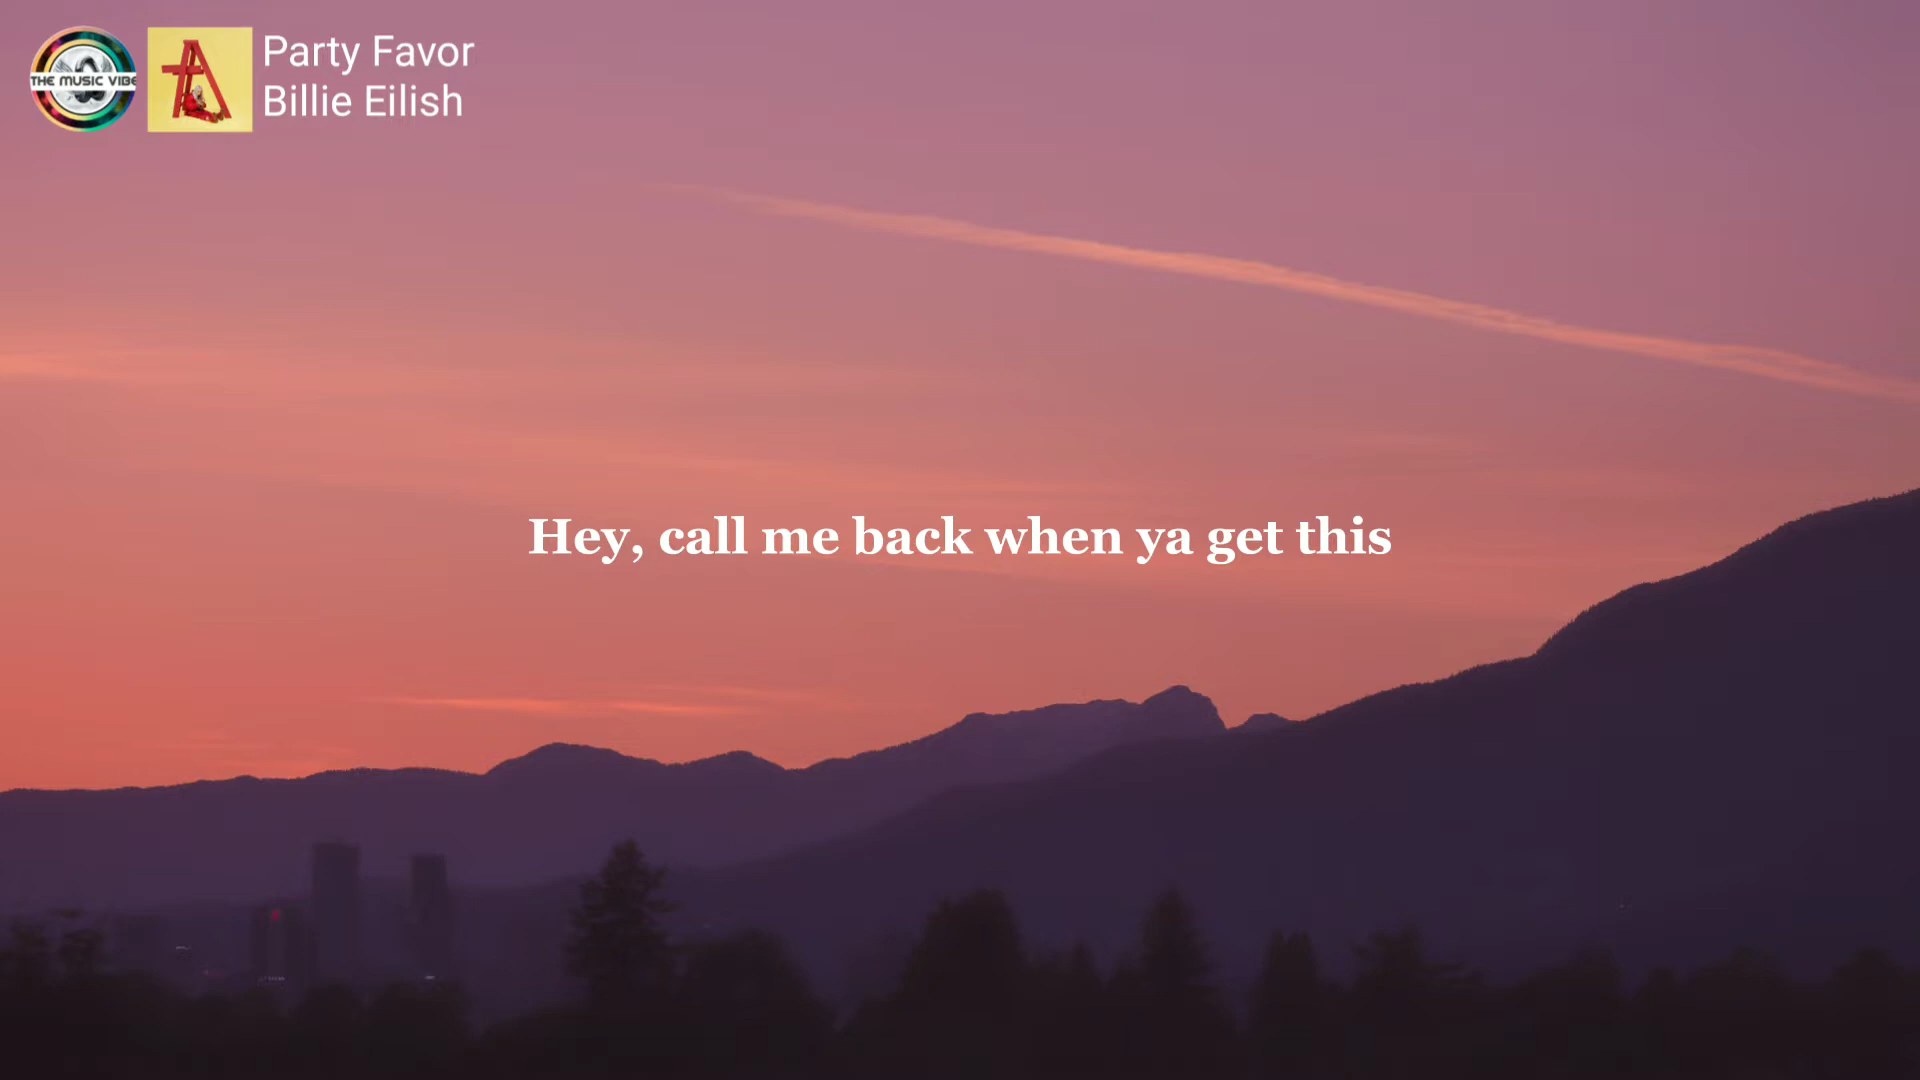 THE MUSIC VIBE
Party Favor
Billie Eilish
Hey, call me back when ya get this